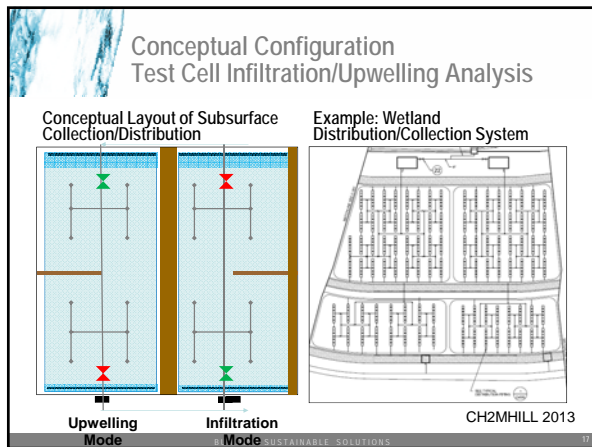 Conceptual Configuration
Test Cell Infiltration/Upwelling Analysis
Conceptual Layout of Subsurface
Collection/Distribution
Example: Wetland
Distribution/Collection System
CH2MHILL 2013
Upwelling
Mode
Infiltration
Mode
SUSTAINABLE SOLUTIONS
17